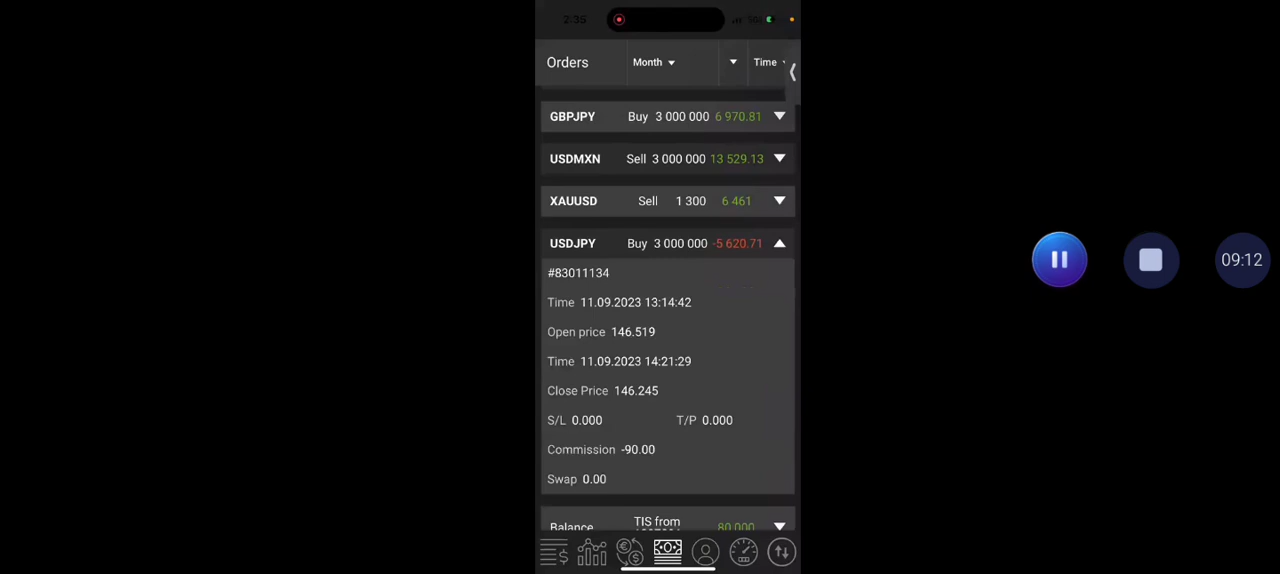 2:35
Orders Month Time
GBPJPY Buy 3 000 000 6 970.81
USDMXN Sell 3 000 000 13 529.13
XAUUSD Sell 1 300 6 461
USDJPY Buy 3 000 000 -5 620.71
#83011134
Time 11.09.2023 13:14:42
Open price 146.519
Time 11.09.2023 14:21:29
Close Price 146.245
S/L 0.000 T/P 0.000
Commission -90.00
Swap 0.00
Balance TIS from 80 000
09:12